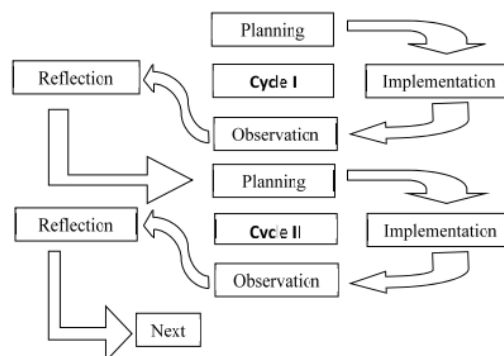 Planning
Reflection
Cycle I
Implementation
Observation
Planning
Reflection
Cycle II
Implementation
Observation
Next